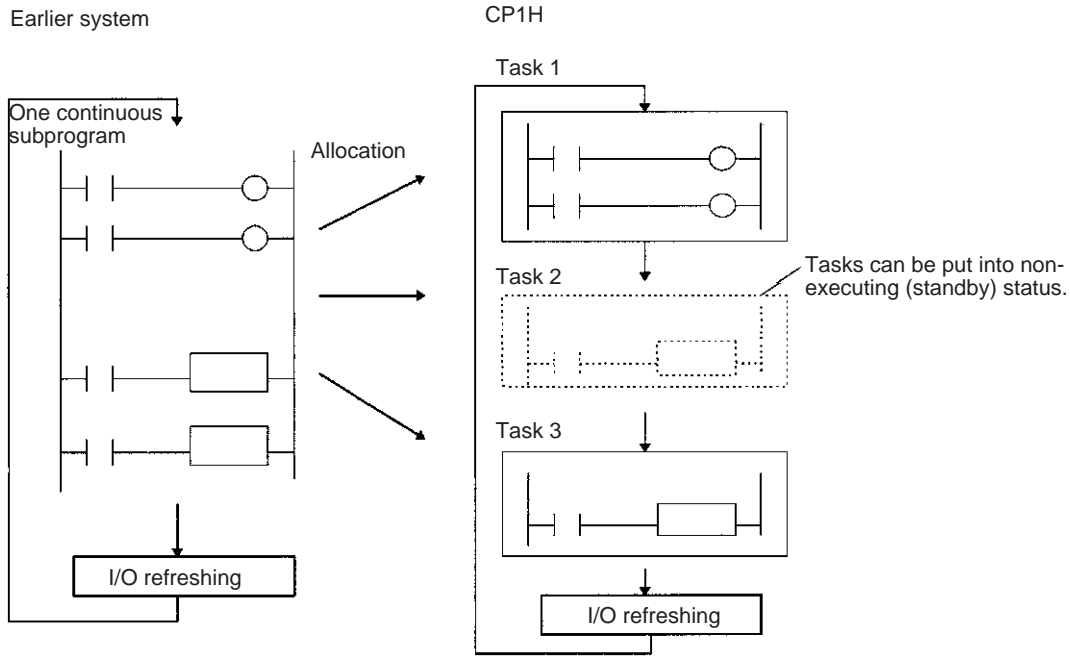 Earlier system
CP1H
One continuous
subprogram
Allocation
Task 1
Task 2
Tasks can be put into non-
executing (standby) status.
Task 3
I/O refreshing
I/O refreshing